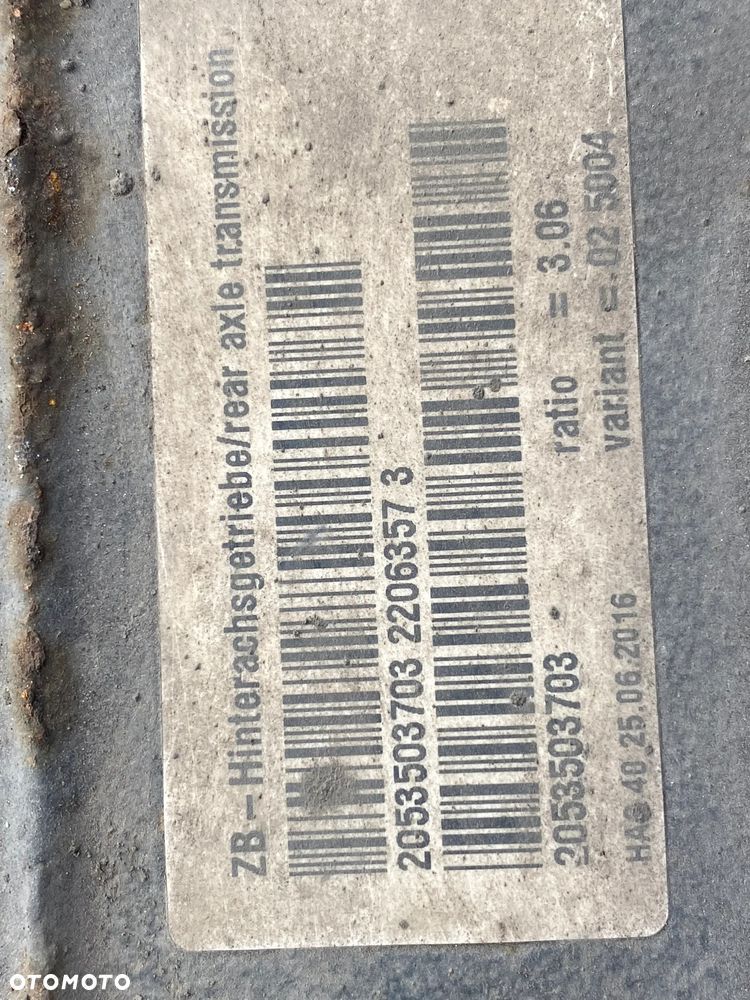 ZB-Hinterachsgetriebe/rear axle transmission
2053503703 2206357 3
2053503703
ratio = 3.06
variant = 02 5004
HAG 40 25.06.2016
OTOMOTO